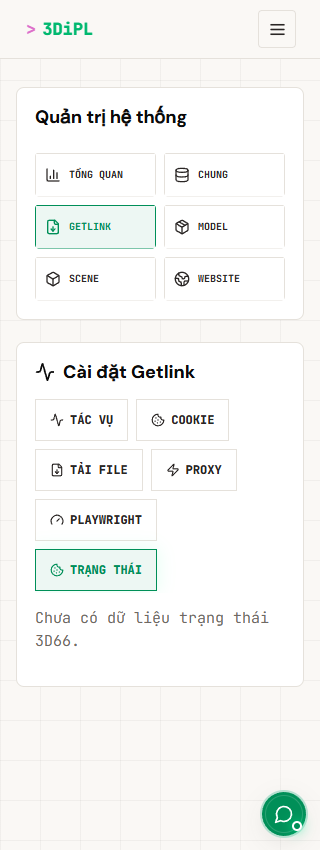 > 3DiPL
Quản trị hệ thống
TỔNG QUAN
CHUNG
GETLINK
MODEL
SCENE
WEBSITE
Cài đặt Getlink
TÁC VỤ
COOKIE
TẢI FILE
PROXY
PLAYWRIGHT
TRẠNG THÁI
Chưa có dữ liệu trạng thái
3D66.